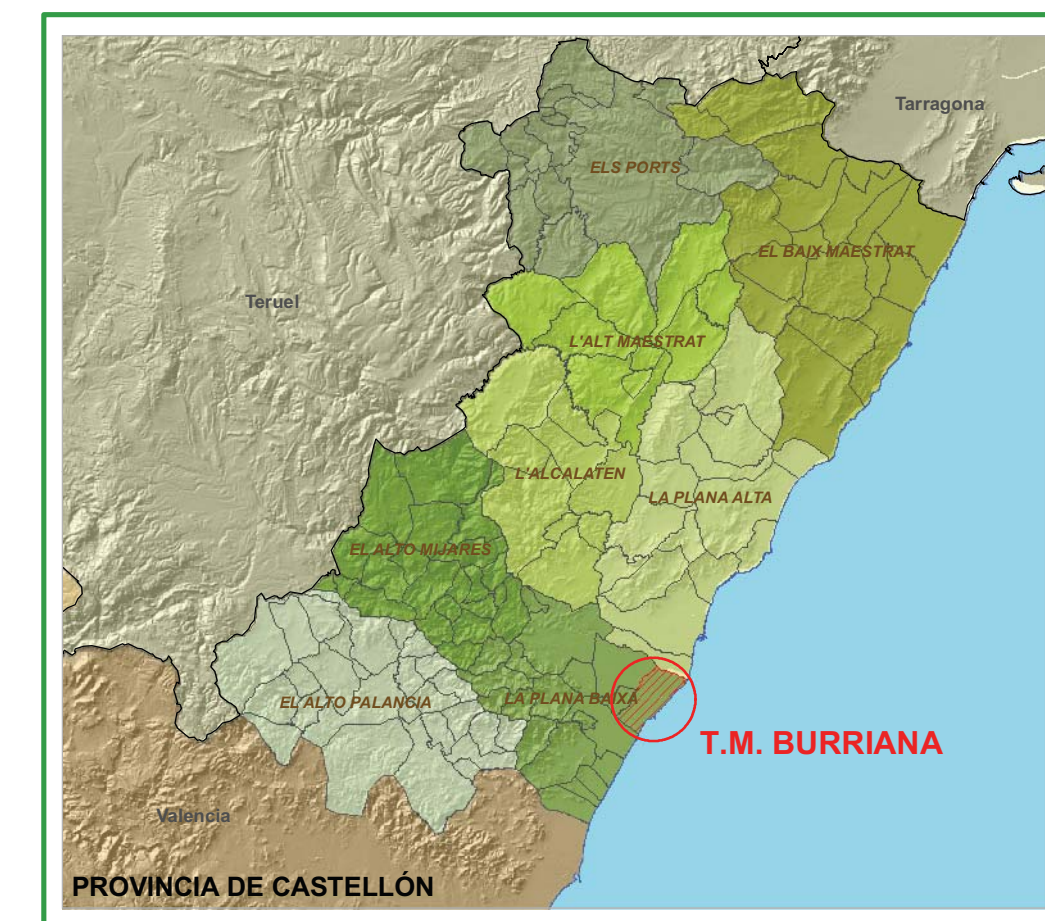 Tarragona
ELS PORTS
EL BAIX MAESTRAT
Teruel
L'ALT MAESTRAT
L'ALCALATEN
LA PLANA ALTA
EL ALTO MIJARES
EL ALTO PALANCIA
LA PLANA BAIXA
T.M. BURRIANA
Valencia
PROVINCIA DE CASTELLÓN